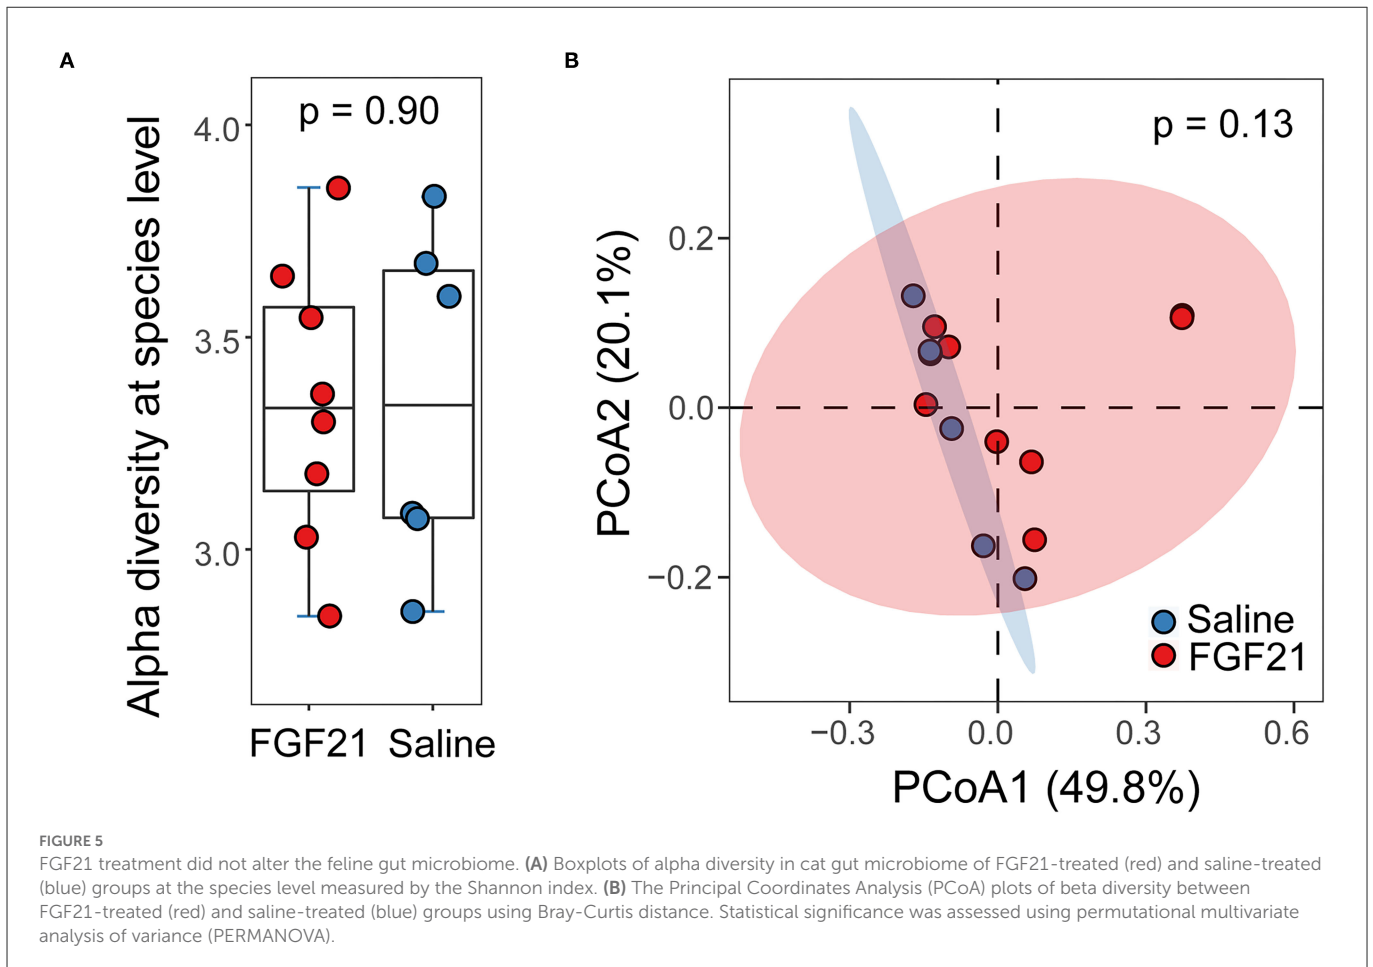 A
B
p = 0.90
p = 0.13
Alpha diversity at species level
4.0
3.5
3.0
FGF21
Saline
PCoA2 (20.1%)
0.2
0.0
−0.2
Saline
FGF21
−0.3
0.0
0.3
0.6
PCoA1 (49.8%)
FIGURE 5
FGF21 treatment did not alter the feline gut microbiome. (A) Boxplots of alpha diversity in cat gut microbiome of FGF21-treated (red) and saline-treated
(blue) groups at the species level measured by the Shannon index. (B) The Principal Coordinates Analysis (PCoA) plots of beta diversity between
FGF21-treated (red) and saline-treated (blue) groups using Bray-Curtis distance. Statistical significance was assessed using permutational multivariate
analysis of variance (PERMANOVA).